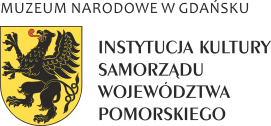 MUZEUM NARODOWE W GDAŃSKU
INSTYTUCJA KULTURY
SAMORZĄDU
WOJEWÓDZTWA
POMORSKIEGO